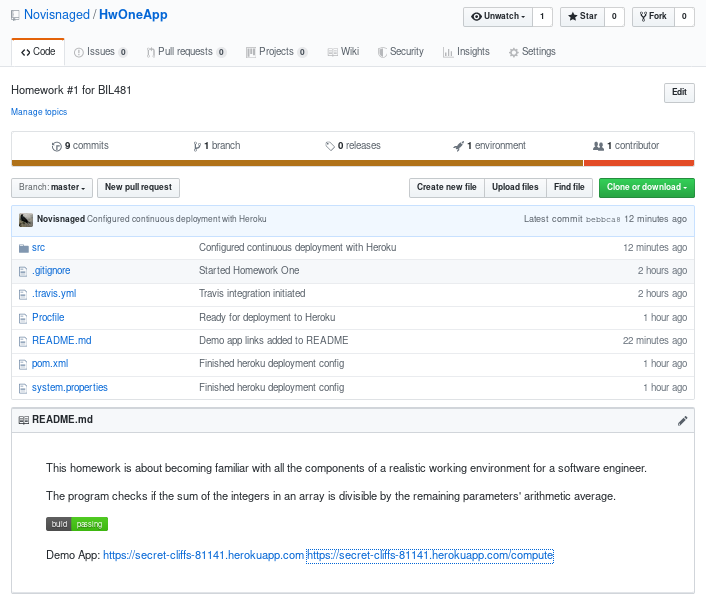 Novisnaged / HwOneApp
Unwatch 1 Star 0 Fork 0
Code Issues 0 Pull requests 0 Projects 0 Wiki Security Insights Settings
Homework #1 for BIL481
Edit
Manage topics
9 commits 1 branch 0 releases 1 environment 1 contributor
Branch: master New pull request Create new file Upload files Find file Clone or download
Novisnaged Configured continuous deployment with Heroku Latest commit bebbca8 12 minutes ago
src Configured continuous deployment with Heroku 12 minutes ago
.gitignore Started Homework One 2 hours ago
.travis.yml Travis integration initiated 2 hours ago
Procfile Ready for deployment to Heroku 1 hour ago
README.md Demo app links added to README 22 minutes ago
pom.xml Finished heroku deployment config 1 hour ago
system.properties Finished heroku deployment config 1 hour ago
README.md
This homework is about becoming familiar with all the components of a realistic working environment for a software engineer.
The program checks if the sum of the integers in an array is divisible by the remaining parameters' arithmetic average.
build passing
Demo App: https://secret-cliffs-81141.herokuapp.com https://secret-cliffs-81141.herokuapp.com/compute